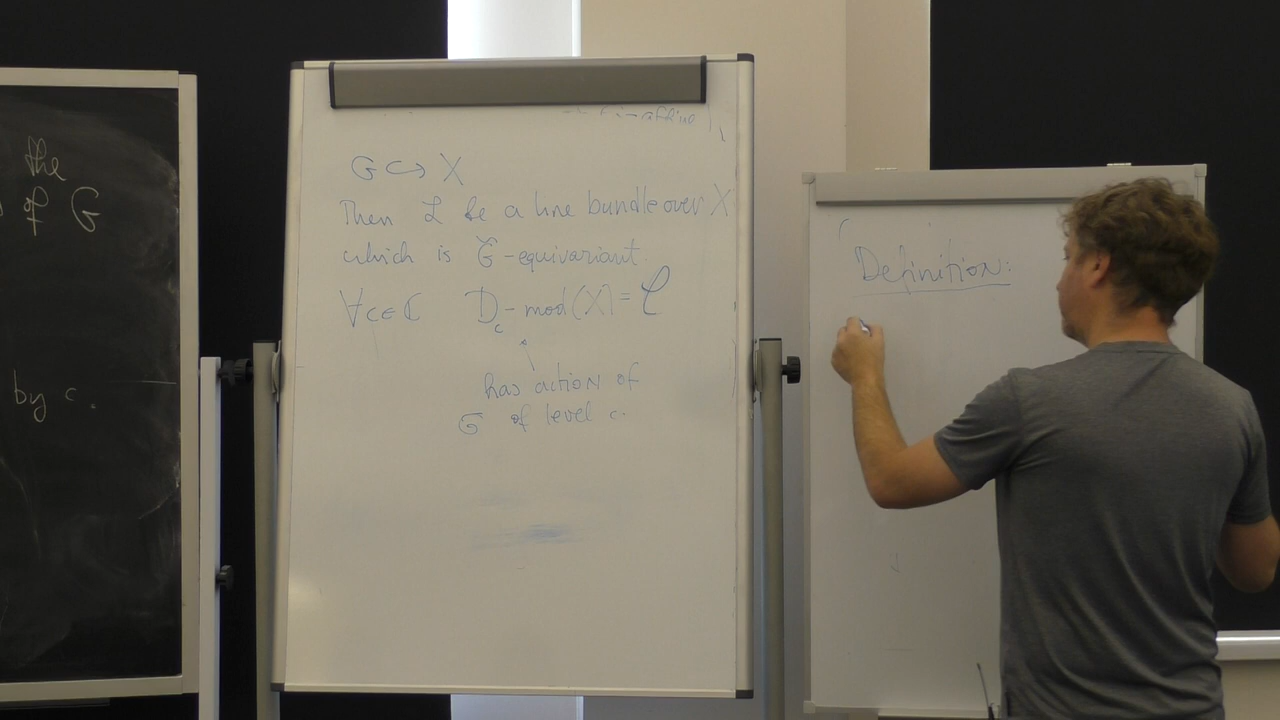 the
of G
by c.
i-affine
G ↪ X
Then ℒ be a line bundle over X
which is G̃-equivariant.
∀c∈ℂ D_c-mod(X) = 𝒞
has action of
G of level c.
Definition: